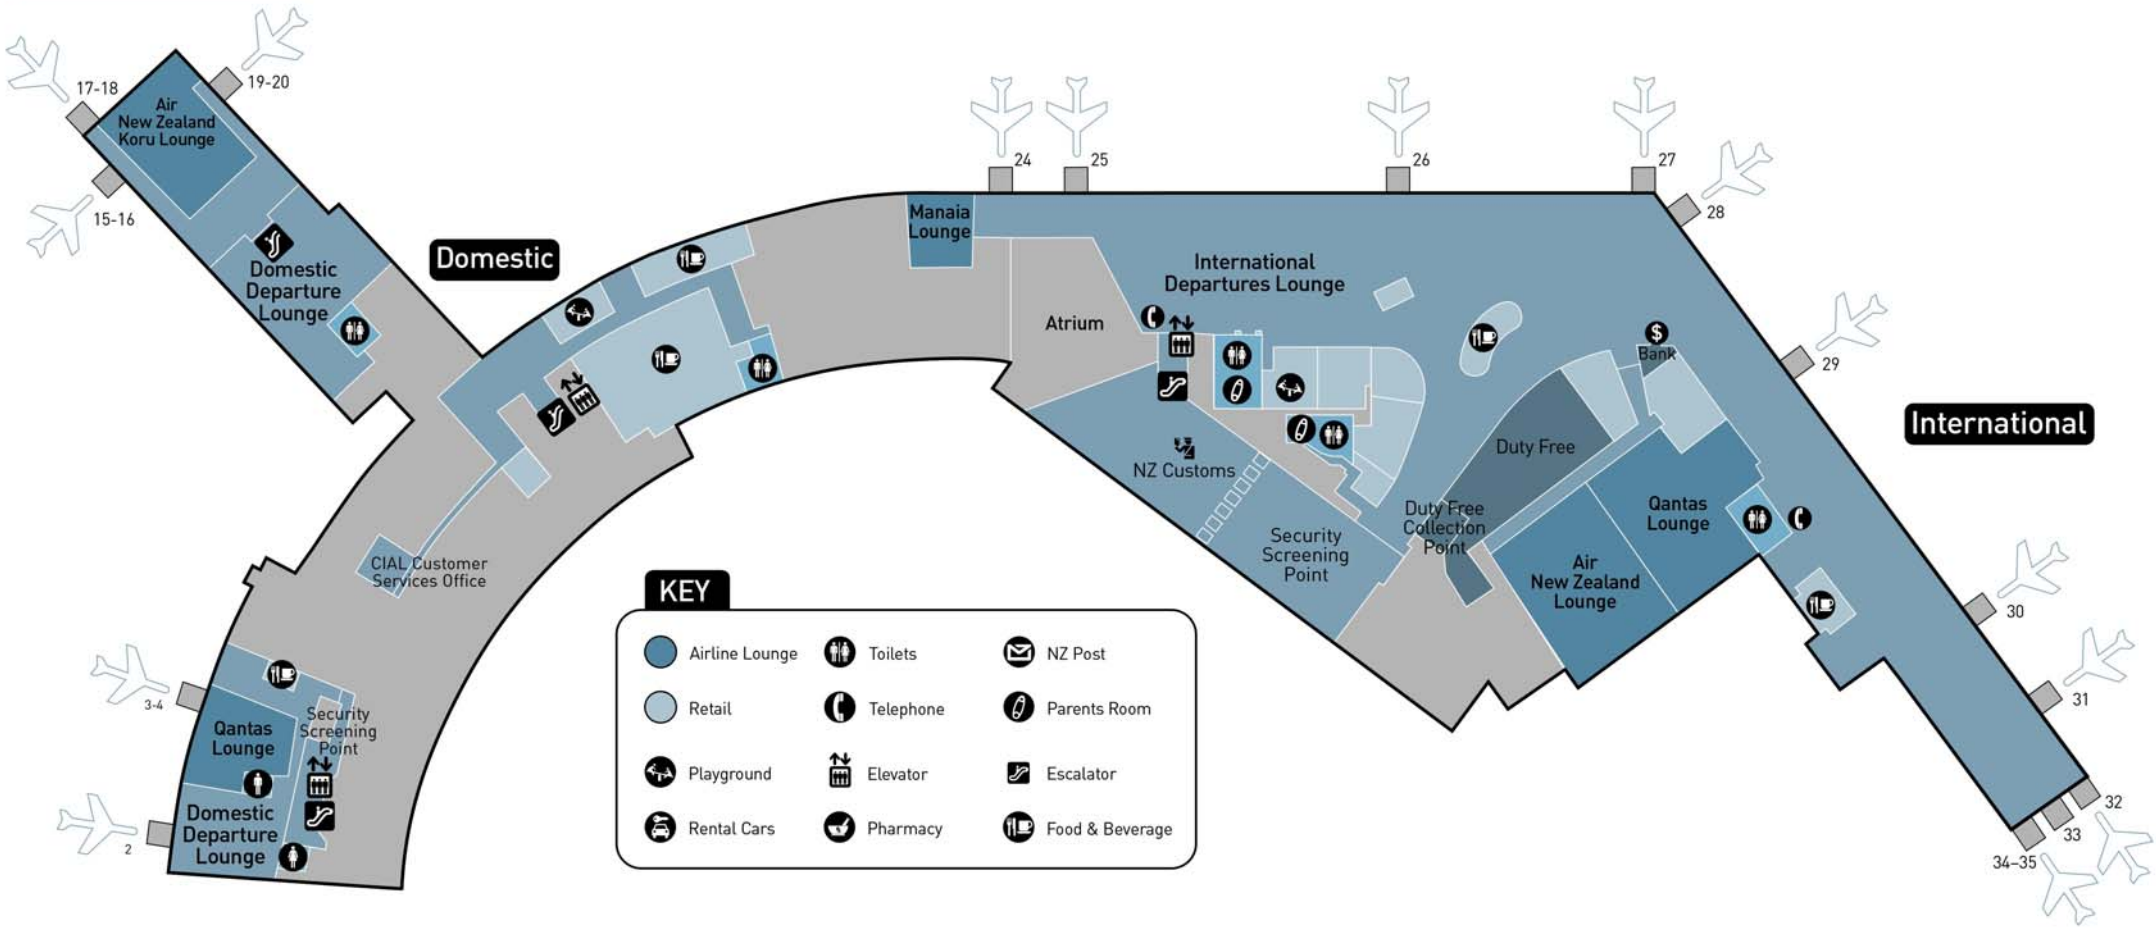 17-18
19-20
Air
New Zealand
Koru Lounge
15-16
Domestic
Departure
Lounge
Domestic
CIAL Customer
Services Office
3-4
Qantas
Lounge
Security
Screening
Point
2
Domestic
Departure
Lounge
24
25
26
27
28
Manaia
Lounge
International
Departures Lounge
Atrium
$
Bank
29
International
NZ Customs
Duty Free
Security
Screening
Point
Duty Free
Collection
Point
Qantas
Lounge
Air
New Zealand
Lounge
30
31
32
33
34-35
KEY
Airline Lounge
Toilets
NZ Post
Retail
Telephone
Parents Room
Playground
Elevator
Escalator
Rental Cars
Pharmacy
Food & Beverage